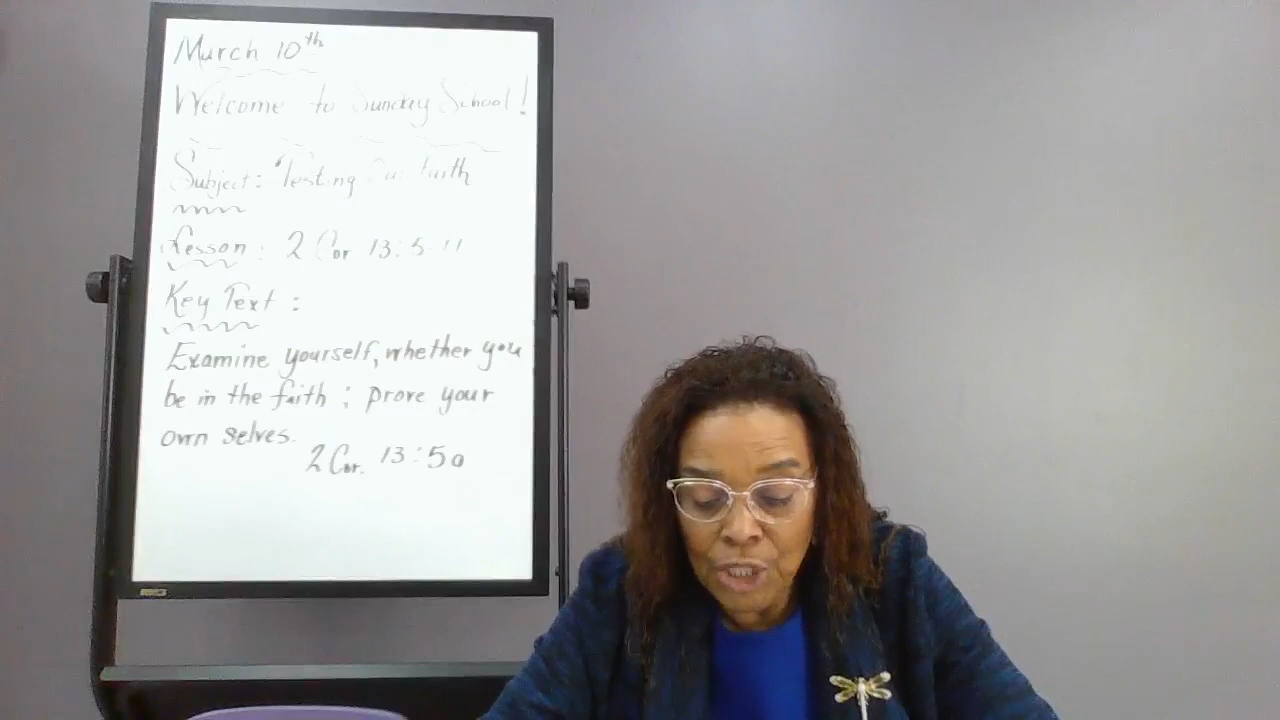 March 10th
Welcome to Sunday School!
Subject: Testing Our Faith
Lesson: 2 Cor 13:5-11
Key Text:
Examine yourself, whether you
be in the faith; prove your
own selves.
2 Cor. 13:5a